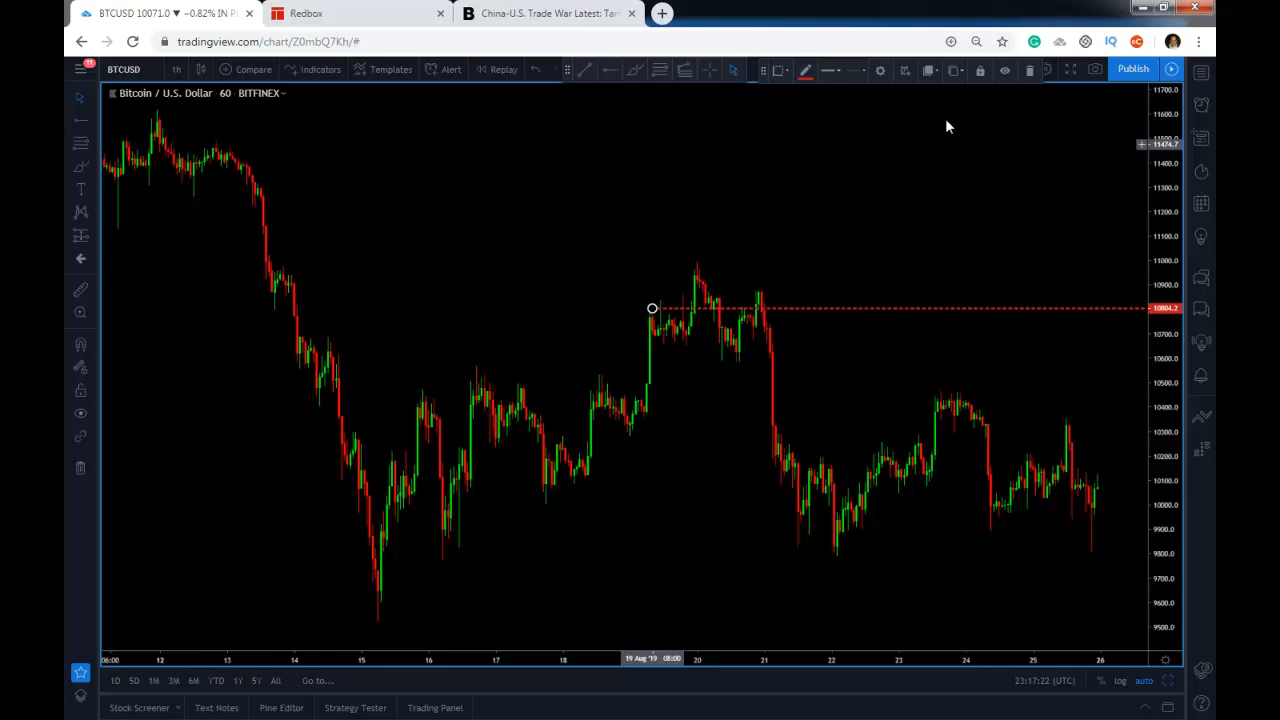 BTCUSD 10071.0 ▼ −0.82% IN P
Redbox
China-U.S. Trade War Latest: Tar
tradingview.com/chart/Z0mbQ7Kh/#
11
BTCUSD
1h
Compare
Indicators
Templates
Alert
Replay
Publish
Bitcoin / U.S. Dollar 60 BITFINEX
11700.0
11600.0
11474.7
11400.0
11300.0
11200.0
11100.0
11000.0
10900.0
10804.2
10700.0
10600.0
10500.0
10400.0
10300.0
10200.0
10100.0
10000.0
9900.0
9800.0
9700.0
9600.0
9500.0
06:00 12 13 14 15 16 17 18 19 Aug '19 08:00 20 21 22 23 24 25 26
1D 5D 1M 3M 6M YTD 1Y 5Y All Go to... 23:17:22 (UTC) % log auto
Stock Screener Text Notes Pine Editor Strategy Tester Trading Panel